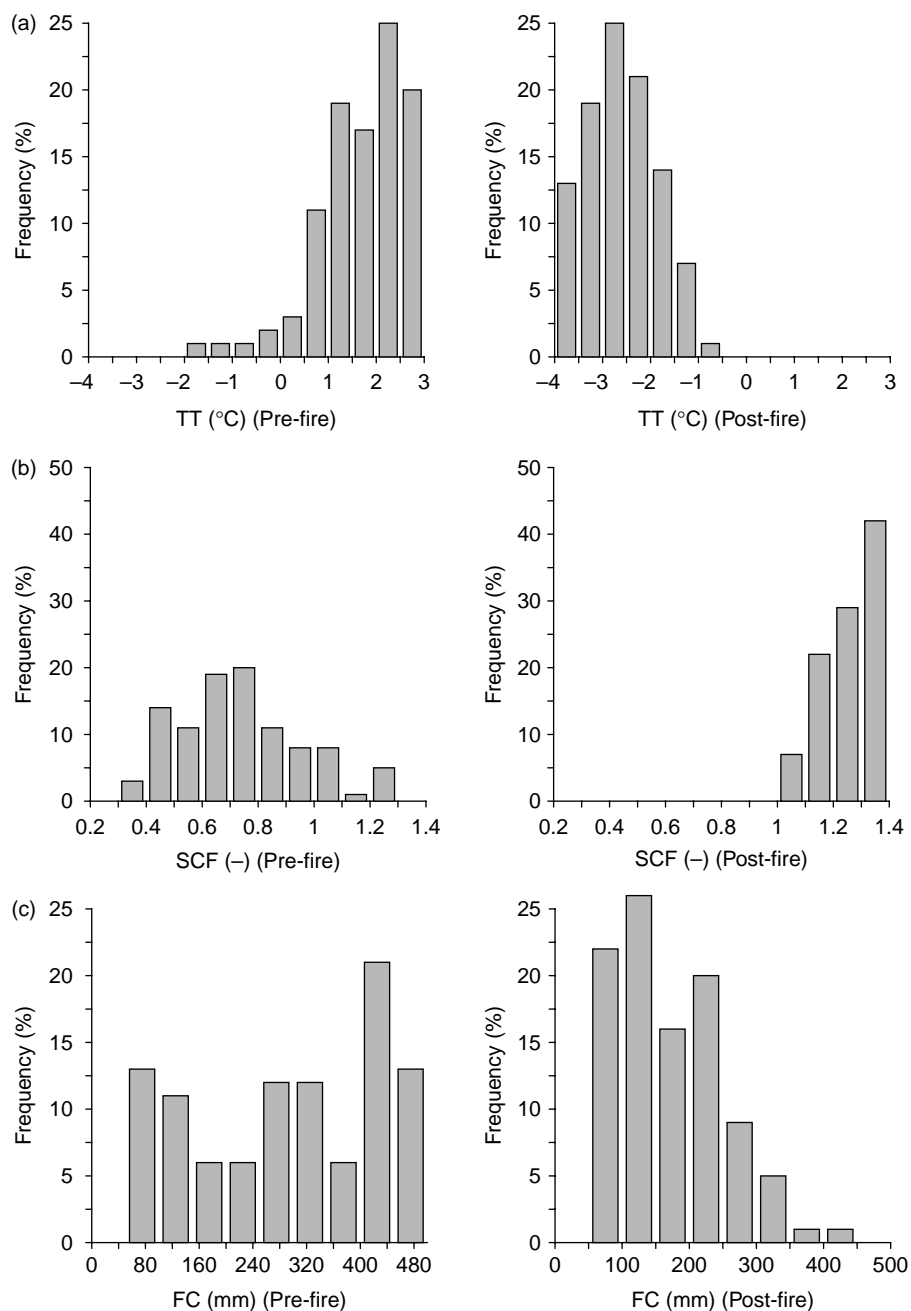 (a)
25
20
15
10
5
0
Frequency (%)
–4 –3 –2 –1 0 1 2 3
TT (°C) (Pre-fire)
25
20
15
10
5
0
Frequency (%)
–4 –3 –2 –1 0 1 2 3
TT (°C) (Post-fire)
(b)
50
40
30
20
10
0
Frequency (%)
0.2 0.4 0.6 0.8 1 1.2 1.4
SCF (–) (Pre-fire)
50
40
30
20
10
0
Frequency (%)
0.2 0.4 0.6 0.8 1 1.2 1.4
SCF (–) (Post-fire)
(c)
25
20
15
10
5
0
Frequency (%)
0 80 160 240 320 400 480
FC (mm) (Pre-fire)
25
20
15
10
5
0
Frequency (%)
0 100 200 300 400 500
FC (mm) (Post-fire)